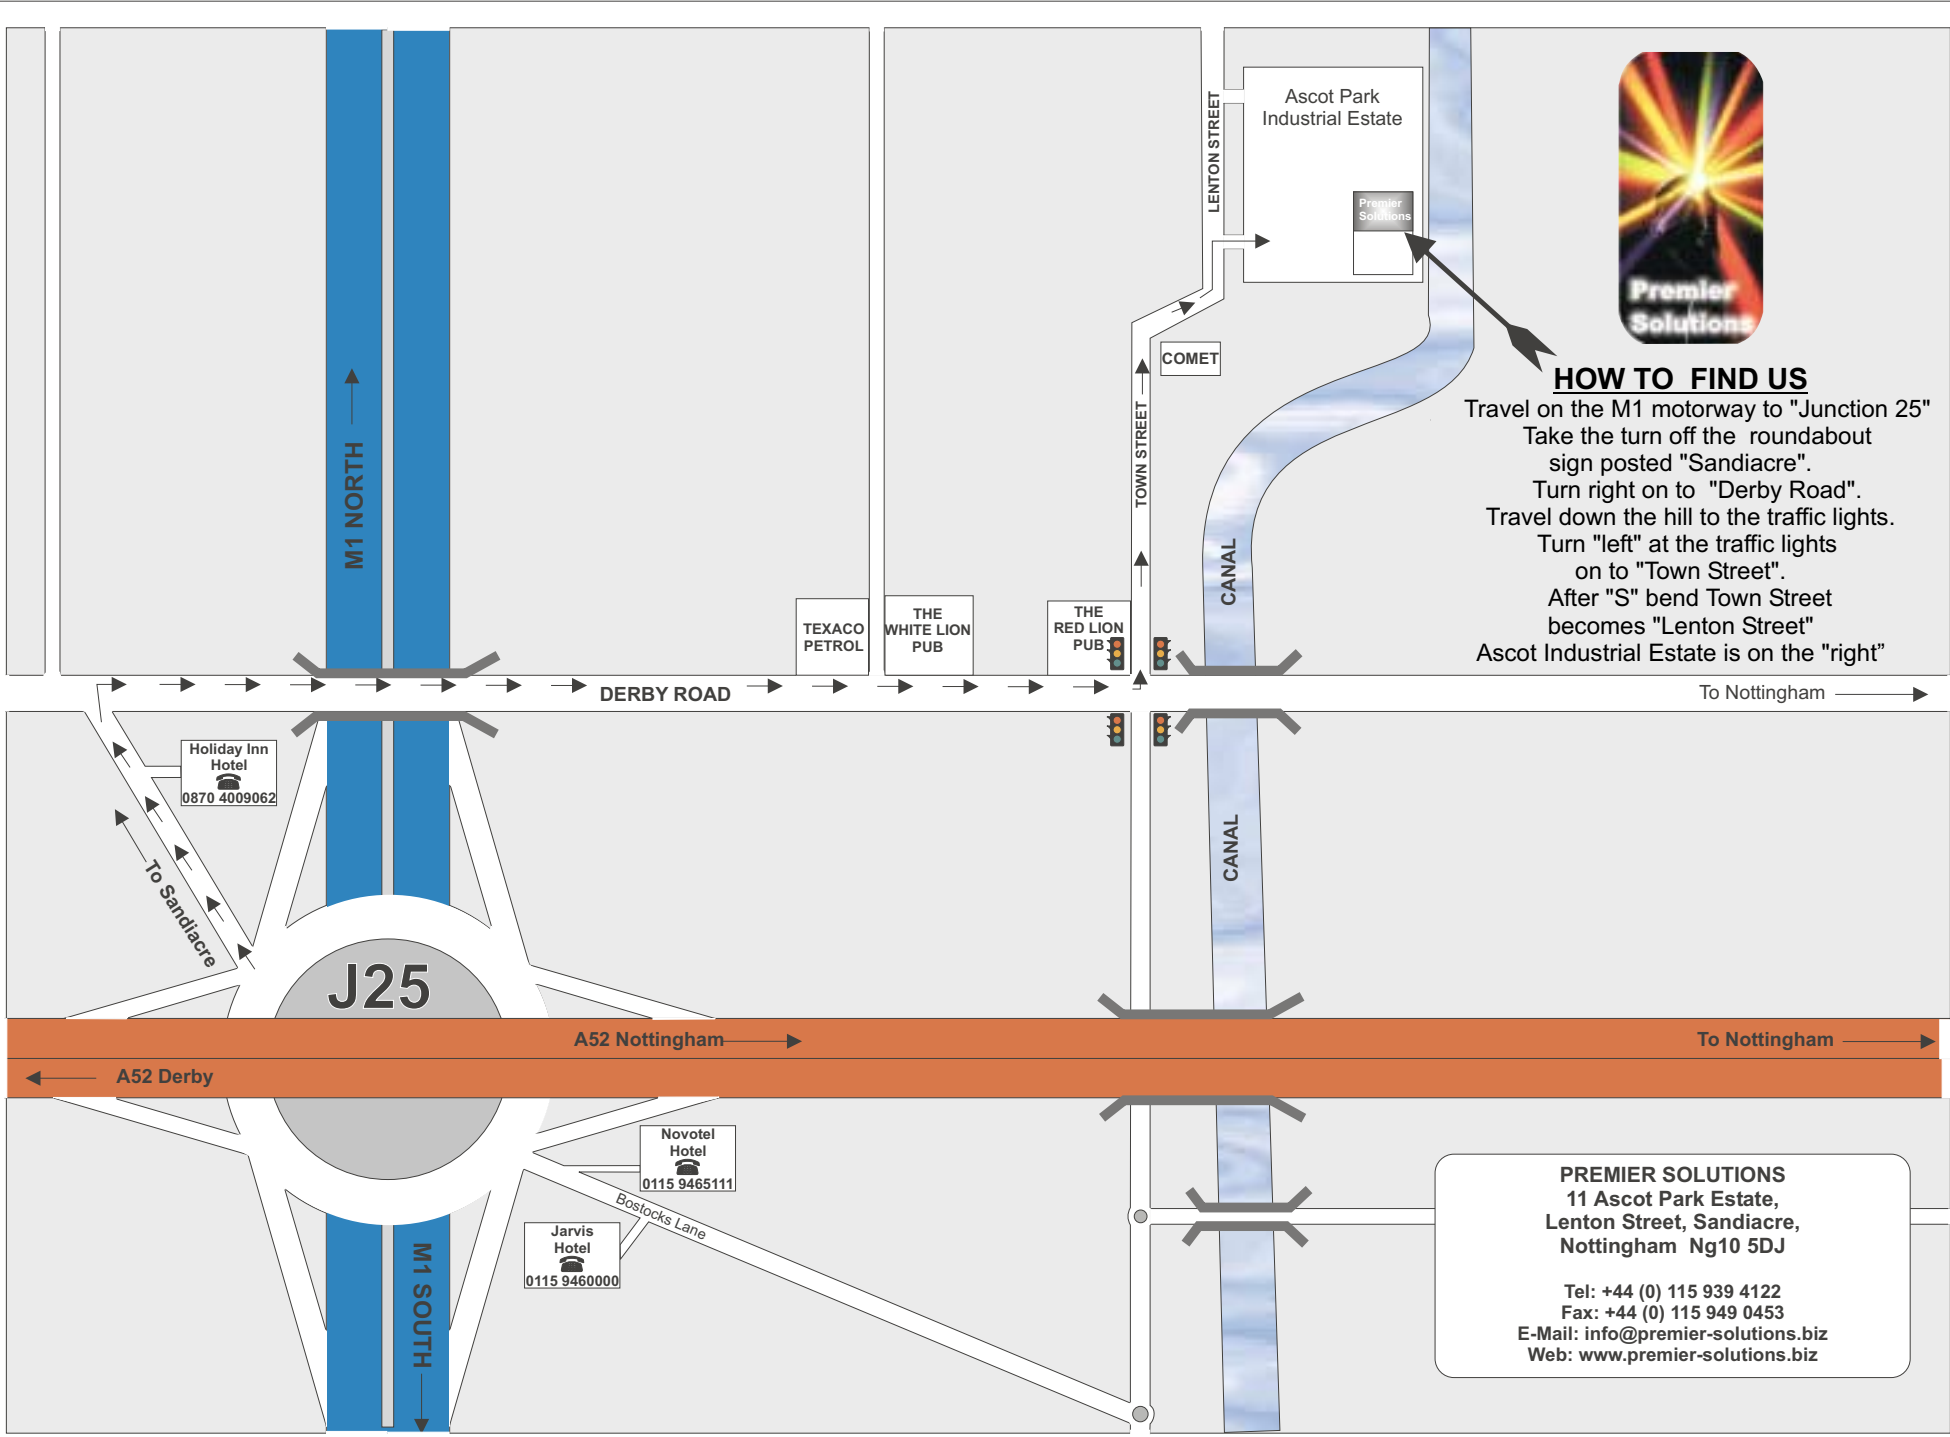 Ascot Park
Industrial Estate
LENTON STREET
Premier
Solutions
Premier
Solutions
COMET
TOWN STREET
M1 NORTH
CANAL
HOW TO  FIND US
Travel on the M1 motorway to "Junction 25"
Take the turn off the  roundabout
sign posted "Sandiacre".
Turn right on to  "Derby Road".
Travel down the hill to the traffic lights.
Turn "left" at the traffic lights
on to "Town Street".
After "S" bend Town Street
becomes "Lenton Street"
Ascot Industrial Estate is on the "right”
TEXACO
PETROL
THE
WHITE LION
PUB
THE
RED LION
PUB
DERBY ROAD
To Nottingham
Holiday Inn
Hotel
0870 4009062
To Sandiacre
CANAL
J25
A52 Nottingham
To Nottingham
A52 Derby
Novotel
Hotel
0115 9465111
Bostocks Lane
Jarvis
Hotel
0115 9460000
M1 SOUTH
PREMIER SOLUTIONS
11 Ascot Park Estate,
Lenton Street, Sandiacre,
Nottingham  Ng10 5DJ
Tel: +44 (0) 115 939 4122
Fax: +44 (0) 115 949 0453
E-Mail: info@premier-solutions.biz
Web: www.premier-solutions.biz